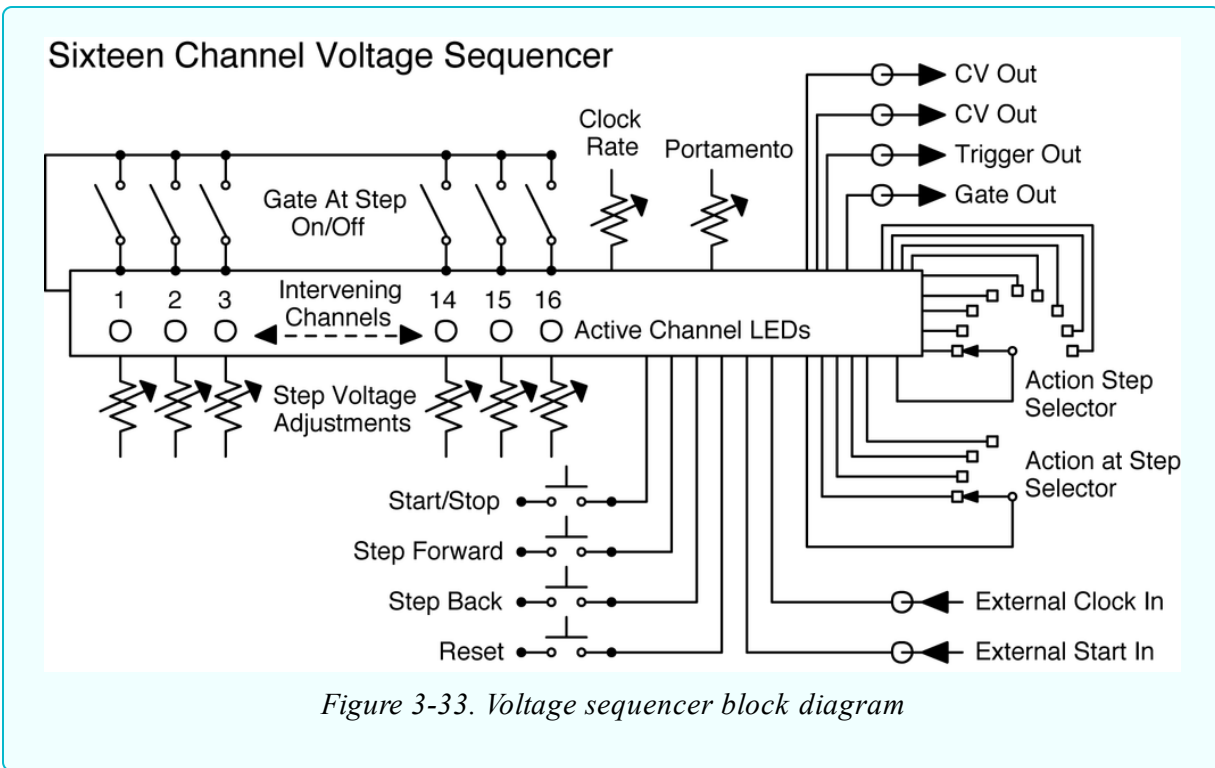 Sixteen Channel Voltage Sequencer
CV Out
CV Out
Trigger Out
Gate Out
Clock
Rate
Portamento
Gate At Step
On/Off
1
2
3
Intervening
Channels
14
15
16
Active Channel LEDs
Step Voltage
Adjustments
Action Step
Selector
Action at Step
Selector
Start/Stop
Step Forward
Step Back
Reset
External Clock In
External Start In
Figure 3-33. Voltage sequencer block diagram